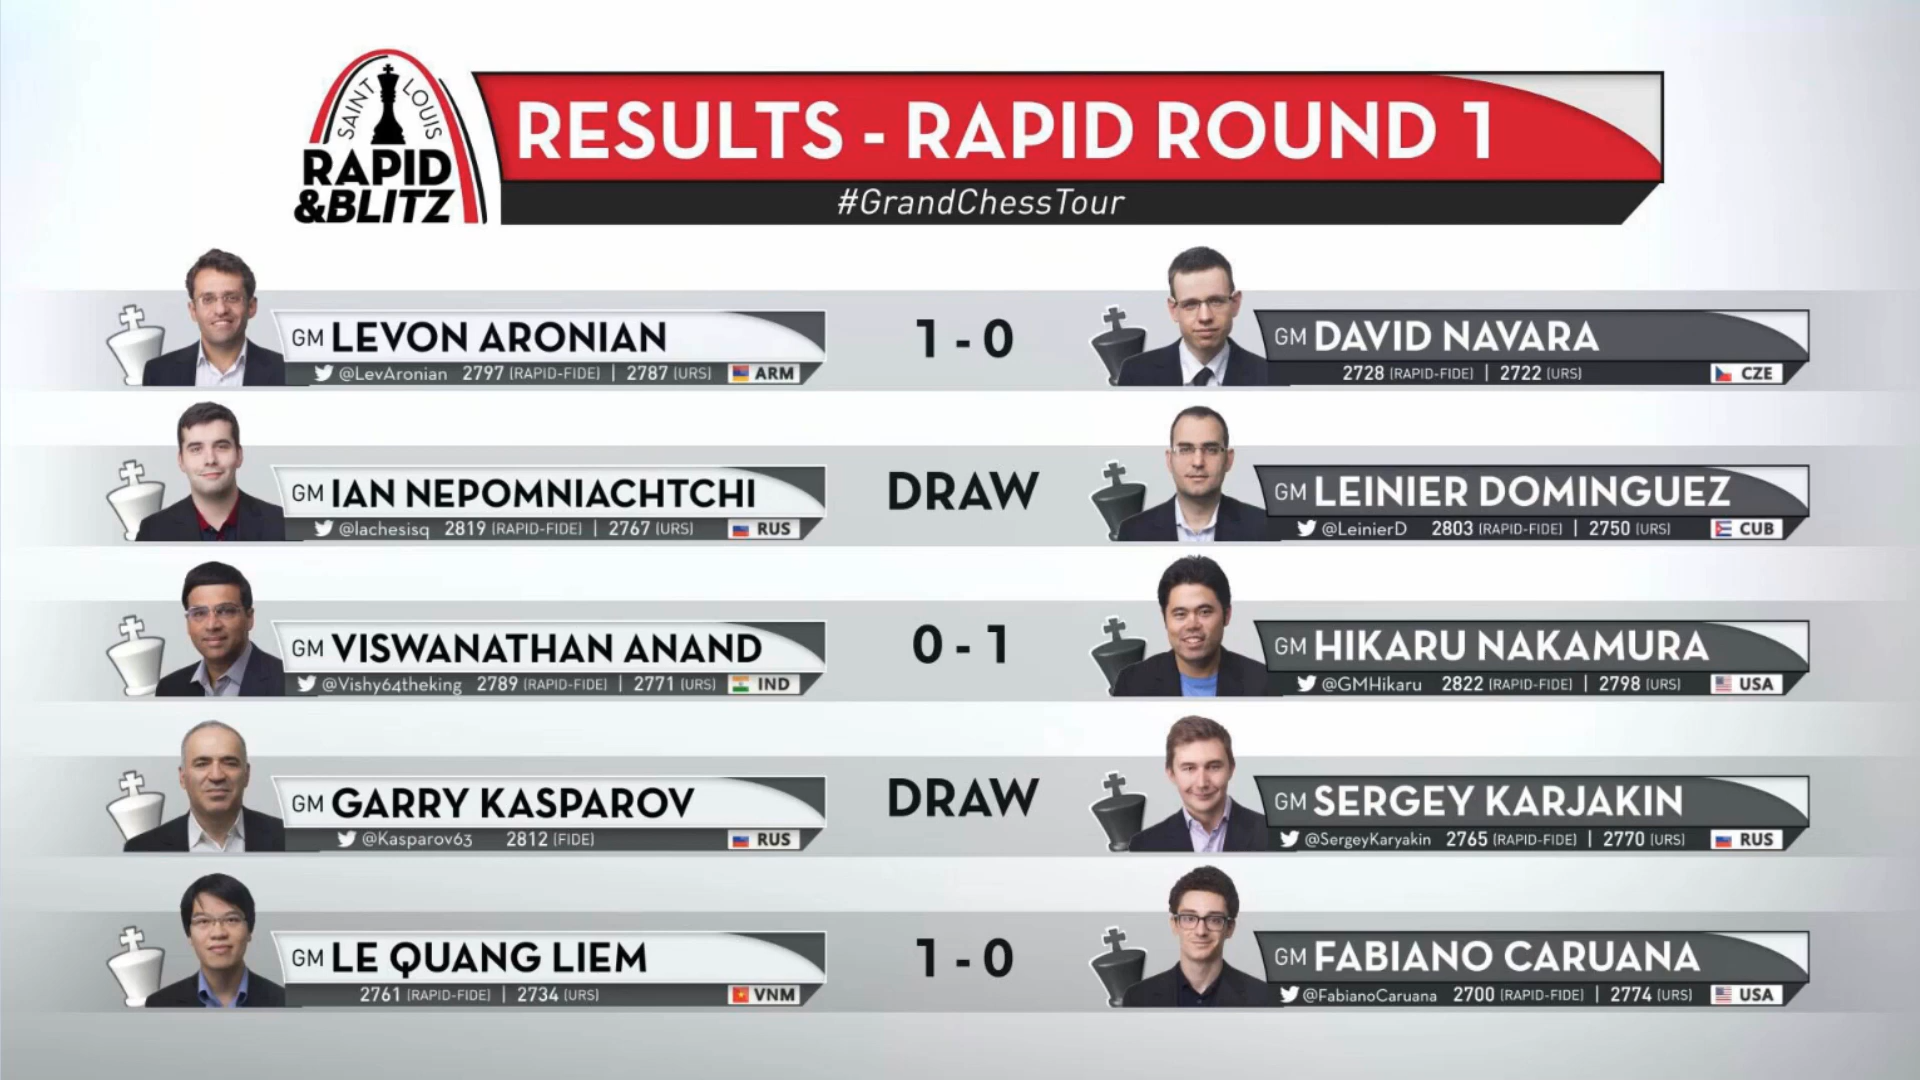 SAINT LOUIS
RAPID
&BLITZ
RESULTS - RAPID ROUND 1
#GrandChessTour
GM LEVON ARONIAN
@LevAronian 2797 (RAPID-FIDE) | 2787 (URS) ARM
1 - 0
GM DAVID NAVARA
2728 (RAPID-FIDE) | 2722 (URS) CZE
GM IAN NEPOMNIACHTCHI
@lachesisq 2819 (RAPID-FIDE) | 2767 (URS) RUS
DRAW
GM LEINIER DOMINGUEZ
@LeinierD 2803 (RAPID-FIDE) | 2750 (URS) CUB
GM VISWANATHAN ANAND
@Vishy64theking 2789 (RAPID-FIDE) | 2771 (URS) IND
0 - 1
GM HIKARU NAKAMURA
@GMHikaru 2822 (RAPID-FIDE) | 2798 (URS) USA
GM GARRY KASPAROV
@Kasparov63 2812 (FIDE) RUS
DRAW
GM SERGEY KARJAKIN
@SergeyKaryakin 2765 (RAPID-FIDE) | 2770 (URS) RUS
GM LE QUANG LIEM
2761 (RAPID-FIDE) | 2734 (URS) VNM
1 - 0
GM FABIANO CARUANA
@FabianoCaruana 2700 (RAPID-FIDE) | 2774 (URS) USA